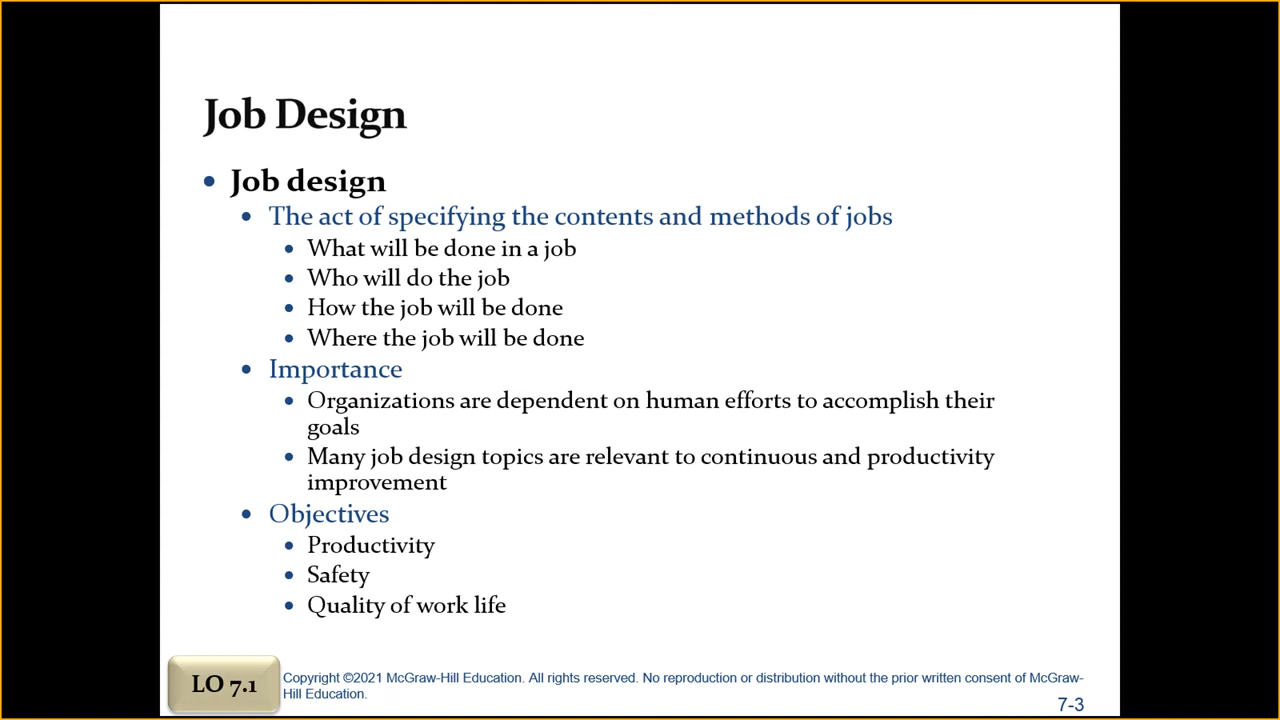 Job Design
• Job design
• The act of specifying the contents and methods of jobs
• What will be done in a job
• Who will do the job
• How the job will be done
• Where the job will be done
• Importance
• Organizations are dependent on human efforts to accomplish their
goals
• Many job design topics are relevant to continuous and productivity
improvement
• Objectives
• Productivity
• Safety
• Quality of work life
LO 7.1
Copyright ©2021 McGraw-Hill Education. All rights reserved. No reproduction or distribution without the prior written consent of McGraw-
Hill Education.
7-3